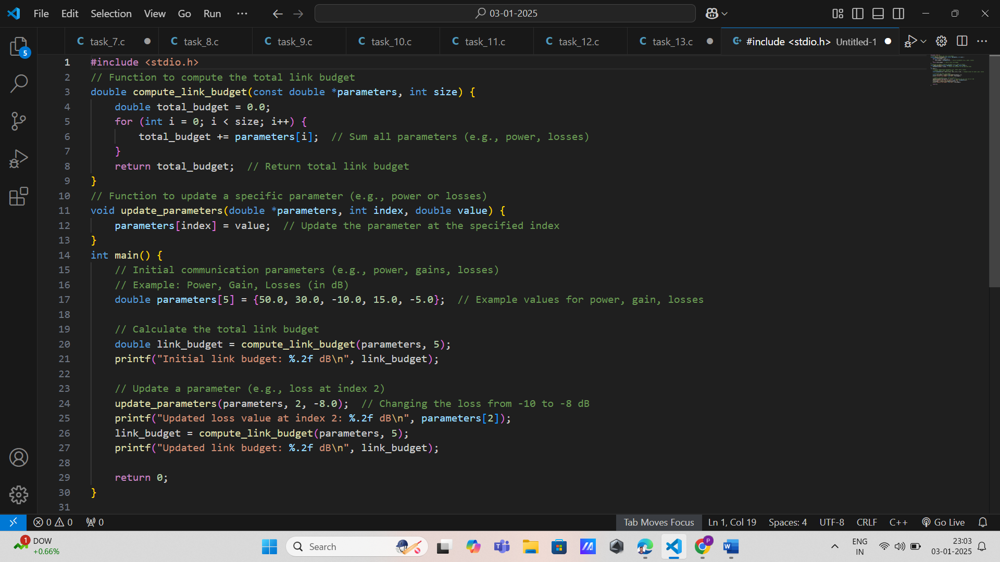 File Edit Selection View Go Run ··· 03-01-2025
task_7.c task_8.c task_9.c task_10.c task_11.c task_12.c task_13.c #include <stdio.h> Untitled-1
5
1 #include <stdio.h>
2 // Function to compute the total link budget
3 double compute_link_budget(const double *parameters, int size) {
4     double total_budget = 0.0;
5     for (int i = 0; i < size; i++) {
6         total_budget += parameters[i];  // Sum all parameters (e.g., power, losses)
7     }
8     return total_budget;  // Return total link budget
9 }
10 // Function to update a specific parameter (e.g., power or losses)
11 void update_parameters(double *parameters, int index, double value) {
12     parameters[index] = value;  // Update the parameter at the specified index
13 }
14 int main() {
15     // Initial communication parameters (e.g., power, gains, losses)
16     // Example: Power, Gain, Losses (in dB)
17     double parameters[5] = {50.0, 30.0, -10.0, 15.0, -5.0};  // Example values for power, gain, losses
18
19     // Calculate the total link budget
20     double link_budget = compute_link_budget(parameters, 5);
21     printf("Initial link budget: %.2f dB\n", link_budget);
22
23     // Update a parameter (e.g., loss at index 2)
24     update_parameters(parameters, 2, -8.0);  // Changing the loss from -10 to -8 dB
25     printf("Updated loss value at index 2: %.2f dB\n", parameters[2]);
26     link_budget = compute_link_budget(parameters, 5);
27     printf("Updated link budget: %.2f dB\n", link_budget);
28
29     return 0;
30 }
31
0 0 0 Tab Moves Focus Ln 1, Col 19 Spaces: 4 UTF-8 CRLF C++ Go Live
1 DOW Search P ENG 23:03
+0.66% IN 03-01-2025